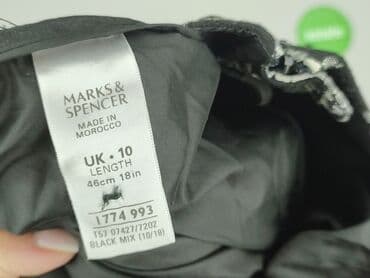 MARKS &
SPENCER
MADE IN
MOROCCO
UK • 10
LENGTH
46cm 18in
1774 993
T57 07427/7202
BLACK MIX (10/18)